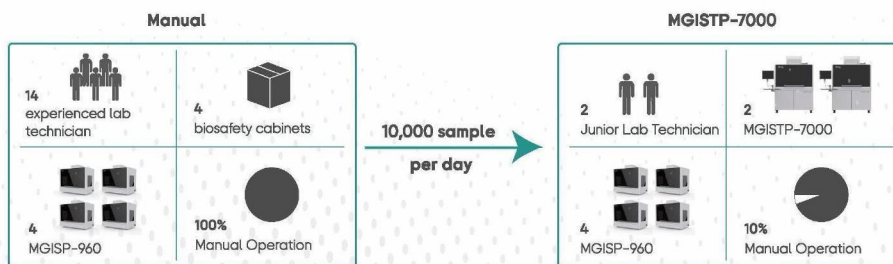 Manual
14
experienced lab
technician
4
biosafety cabinets
4
MGISP-960
100%
Manual Operation
10,000 sample
per day
MGISTP-7000
2
Junior Lab Technician
2
MGISTP-7000
4
MGISP-960
10%
Manual Operation